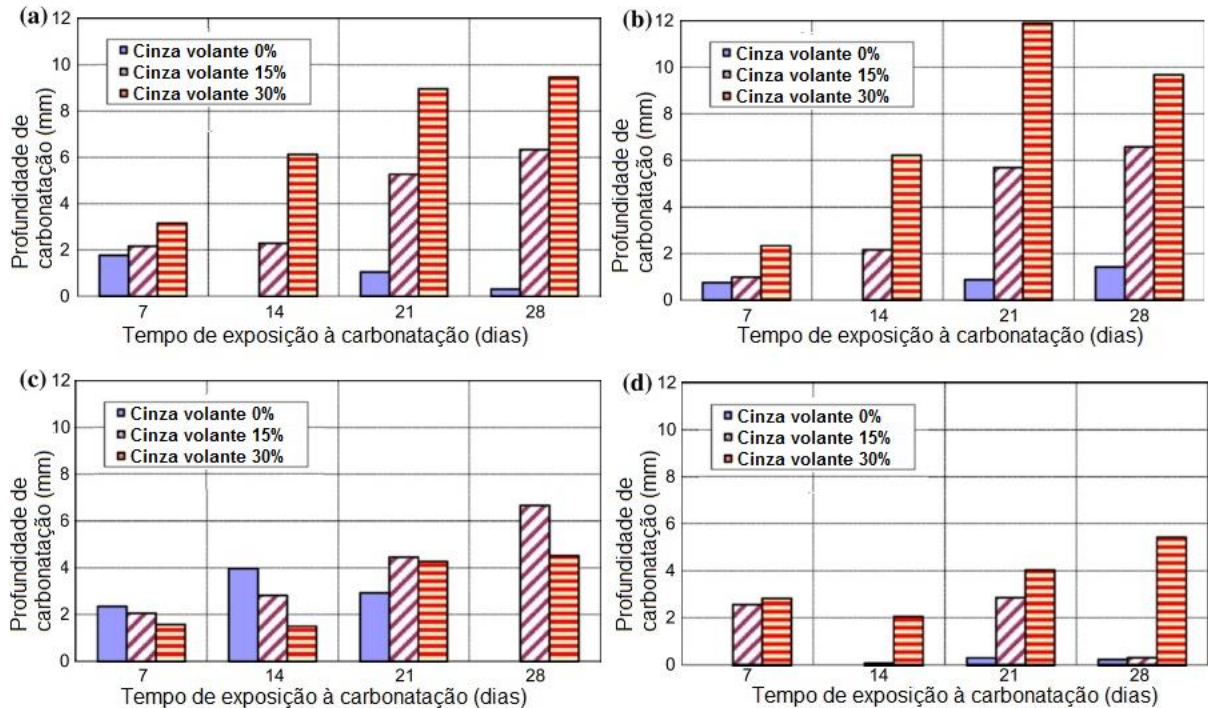 (a)
12
10
8
6
4
2
0
Profundidade de
carbonatação (mm)
Cinza volante 0%
Cinza volante 15%
Cinza volante 30%
7 14 21 28
Tempo de exposição à carbonatação (dias)
(b)
12
10
8
6
4
2
0
Profundidade de
carbonatação (mm)
Cinza volante 0%
Cinza volante 15%
Cinza volante 30%
7 14 21 28
Tempo de exposição à carbonatação (dias)
(c)
12
10
8
6
4
2
0
Profundidade de
carbonatação (mm)
Cinza volante 0%
Cinza volante 15%
Cinza volante 30%
7 14 21 28
Tempo de exposição à carbonatação (dias)
(d)
12
10
8
6
4
2
0
Profundidade de
carbonatação (mm)
Cinza volante 0%
Cinza volante 15%
Cinza volante 30%
7 14 21 28
Tempo de exposição à carbonatação (dias)